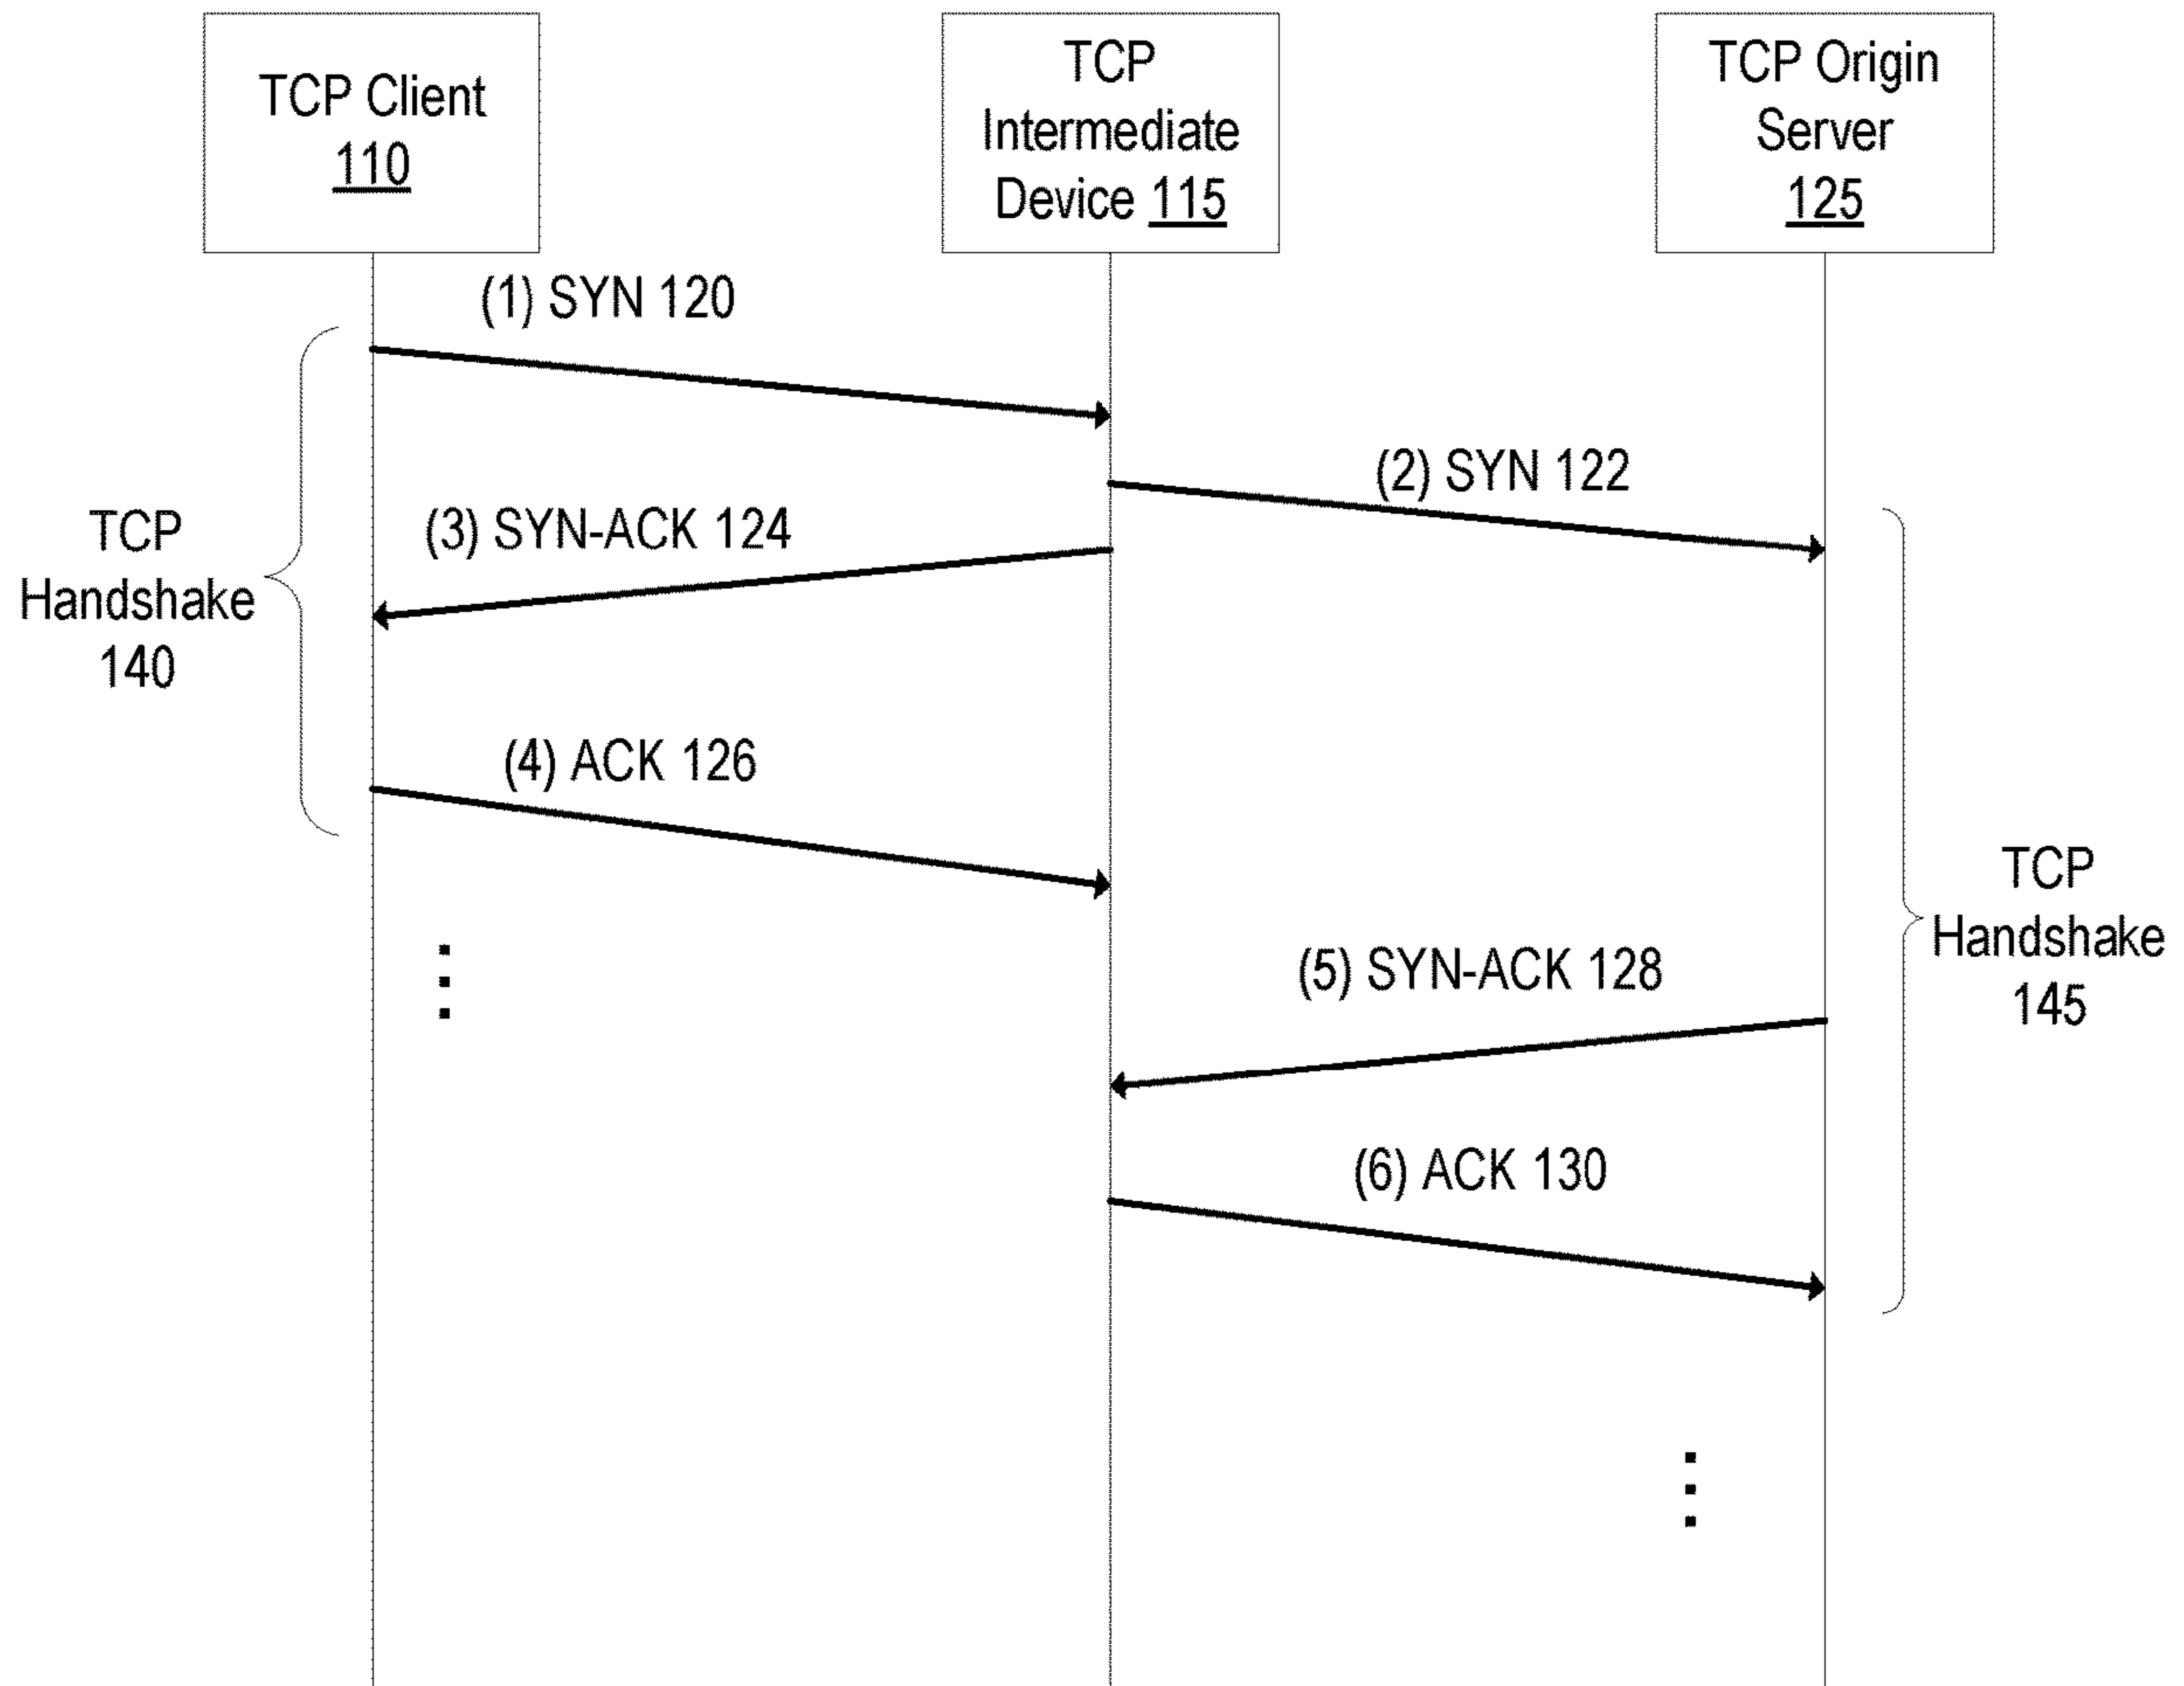 TCP Client
110
TCP
Intermediate
Device 115
TCP Origin
Server
125
(1) SYN 120
(2) SYN 122
(3) SYN-ACK 124
TCP
Handshake
140
(4) ACK 126
TCP
Handshake
145
(5) SYN-ACK 128
(6) ACK 130